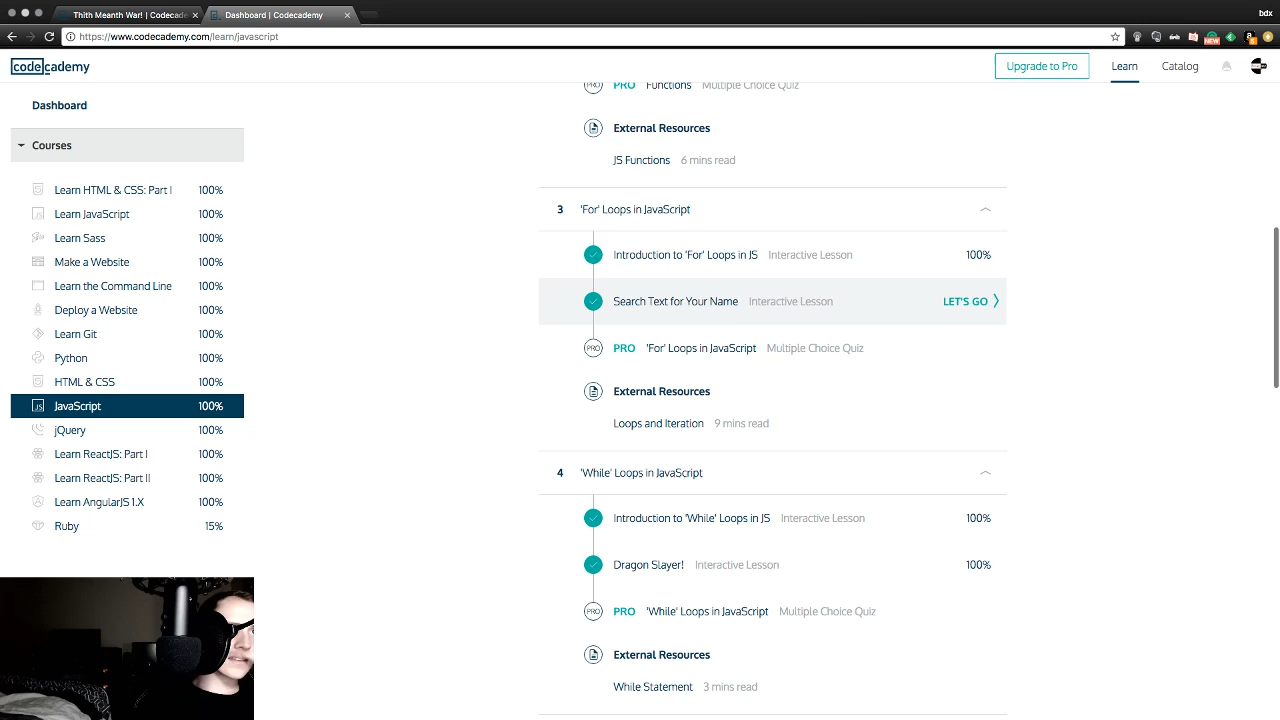 Thith Meanth War! | Codecade
Dashboard | Codecademy
bdx
https://www.codecademy.com/learn/javascript
NEW
codecademy
Upgrade to Pro
Learn
Catalog
Dashboard
Courses
Learn HTML & CSS: Part I 100%
Learn JavaScript 100%
Learn Sass 100%
Make a Website 100%
Learn the Command Line 100%
Deploy a Website 100%
Learn Git 100%
Python 100%
HTML & CSS 100%
JavaScript 100%
jQuery 100%
Learn ReactJS: Part I 100%
Learn ReactJS: Part II 100%
Learn AngularJS 1.X 100%
Ruby 15%
PRO PRO Functions Multiple Choice Quiz
External Resources
JS Functions 6 mins read
3 'For' Loops in JavaScript
Introduction to 'For' Loops in JS Interactive Lesson 100%
Search Text for Your Name Interactive Lesson LET'S GO
PRO PRO 'For' Loops in JavaScript Multiple Choice Quiz
External Resources
Loops and Iteration 9 mins read
4 'While' Loops in JavaScript
Introduction to 'While' Loops in JS Interactive Lesson 100%
Dragon Slayer! Interactive Lesson 100%
PRO PRO 'While' Loops in JavaScript Multiple Choice Quiz
External Resources
While Statement 3 mins read